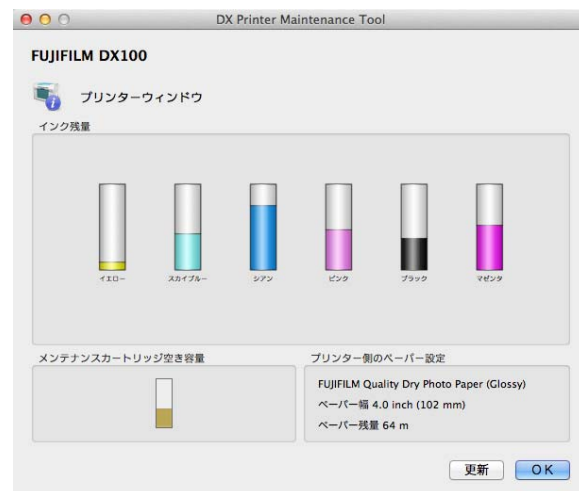 DX Printer Maintenance Tool
FUJIFILM DX100
プリンターウィンドウ
インク残量
イエロー スカイブルー シアン ピンク ブラック マゼンタ
メンテナンスカートリッジ空き容量
プリンター側のペーパー設定
FUJIFILM Quality Dry Photo Paper (Glossy)
ペーパー幅 4.0 inch (102 mm)
ペーパー残量 64 m
更新 OK